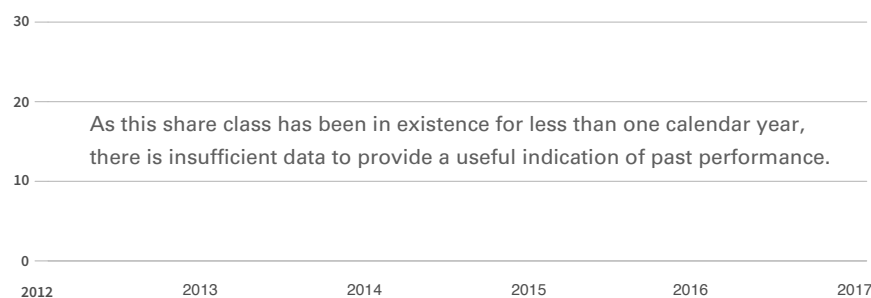 30
20
As this share class has been in existence for less than one calendar year,
there is insufficient data to provide a useful indication of past performance.
10
0
2012 2013 2014 2015 2016 2017